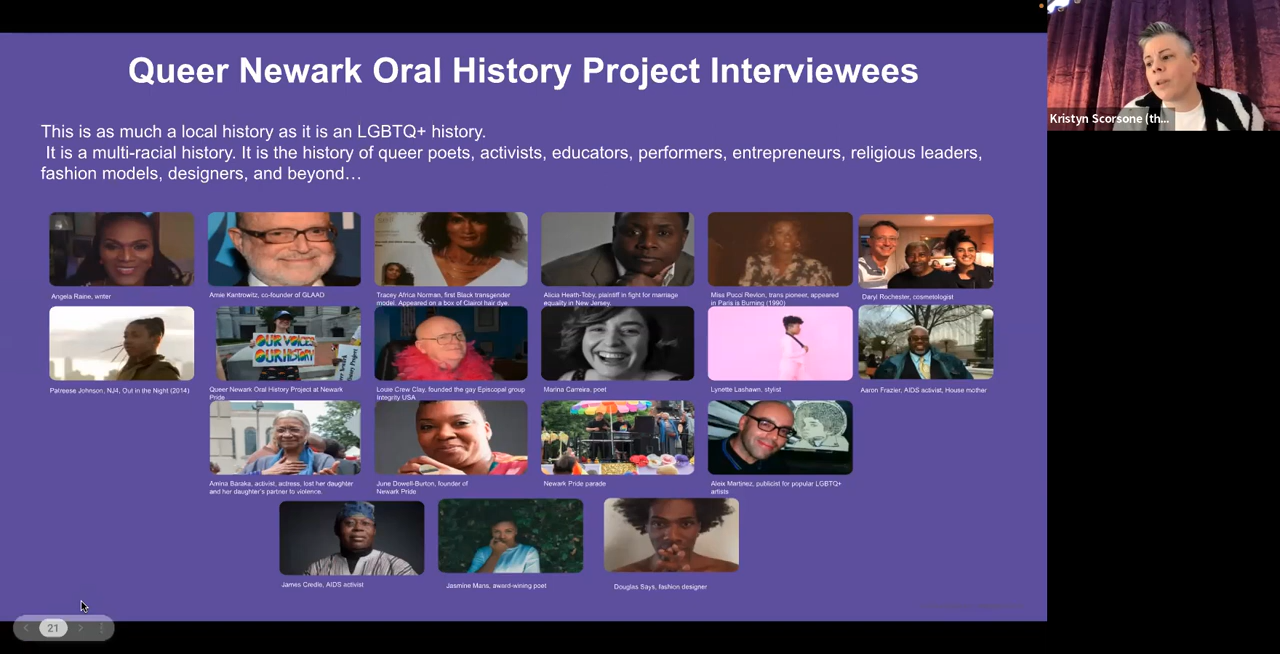 Queer Newark Oral History Project Interviewees
This is as much a local history as it is an LGBTQ+ history.
It is a multi-racial history. It is the history of queer poets, activists, educators, performers, entrepreneurs, religious leaders,
fashion models, designers, and beyond…
Angela Raine, writer
Arnie Kantrowitz, co-founder of GLAAD
Tracey Africa Norman, first Black transgender
model. Appeared on a box of Clairol hair dye.
Alicia Heath-Toby, plaintiff in fight for marriage
equality in New Jersey.
Miss Pucci Revlon, trans pioneer, appeared
in Paris is Burning (1990)
Daryl Rochester, cosmetologist
OUR VOICES
OUR HISTORY
Patreese Johnson, NJ4, Out in the Night (2014)
Queer Newark Oral History Project at Newark
Pride
Louie Crew Clay, founded the gay Episcopal group
Integrity USA
Marina Carreira, poet
Lynette Lashawn, stylist
Aaron Frazier, AIDS activist, House mother
Amina Baraka, activist, actress, lost her daughter
and her daughter's partner to violence.
June Dowell-Burton, founder of
Newark Pride
Newark Pride parade
Aleix Martinez, publicist for popular LGBTQ+
artists
James Credle, AIDS activist
Jasmine Mans, award-wining poet
Douglas Says, fashion designer
21
Kristyn Scorsone (th...